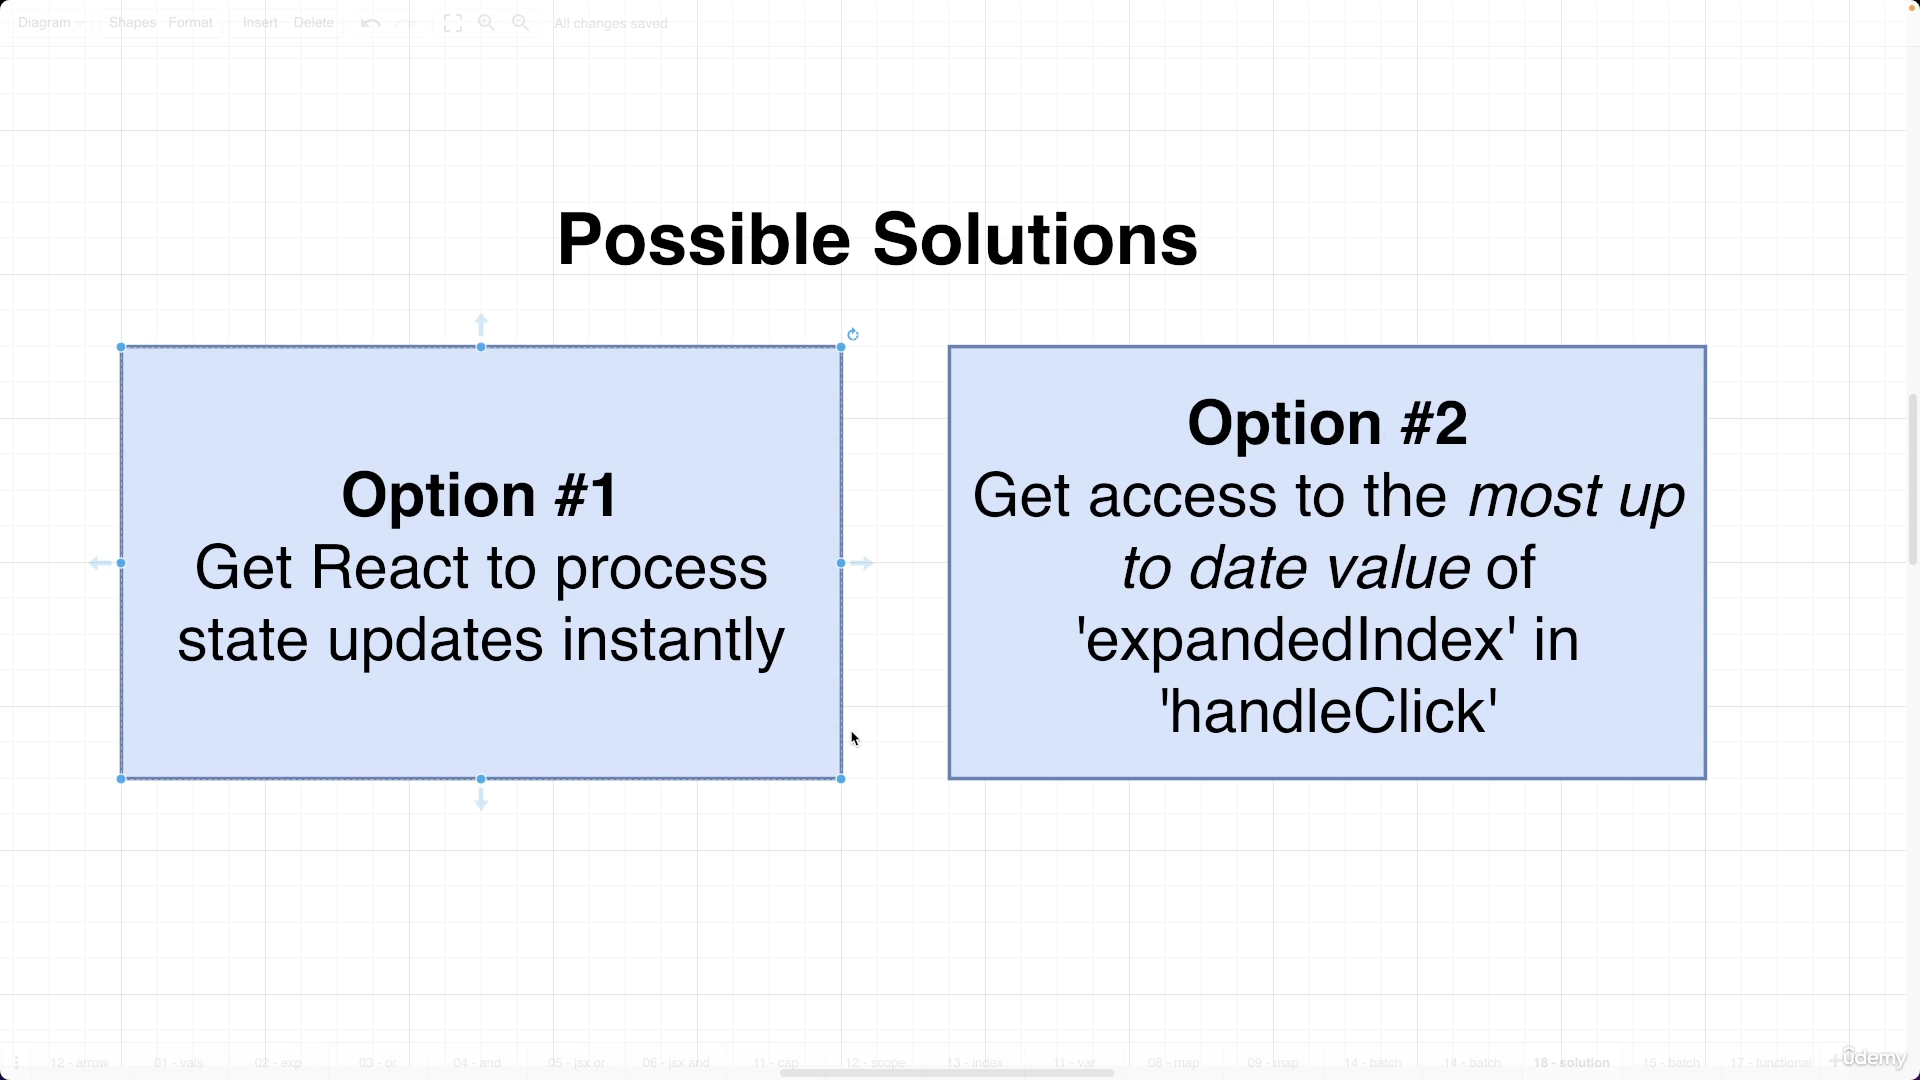 Diagram Shapes Format Insert Delete All changes saved
Possible Solutions
Option #1
Get React to process
state updates instantly
Option #2
Get access to the most up
to date value of
'expandedIndex' in
'handleClick'
12 - arrow 01 - vals 02 - exp 03 - or 04 - and 05 - jsx or 06 - jsx and 11 - cap 12 - scope 13 - index 11 - var 08 - map 09 - map 14 - batch 14 - batch 18 - solution 15 - batch 17 - functional
ûdemy